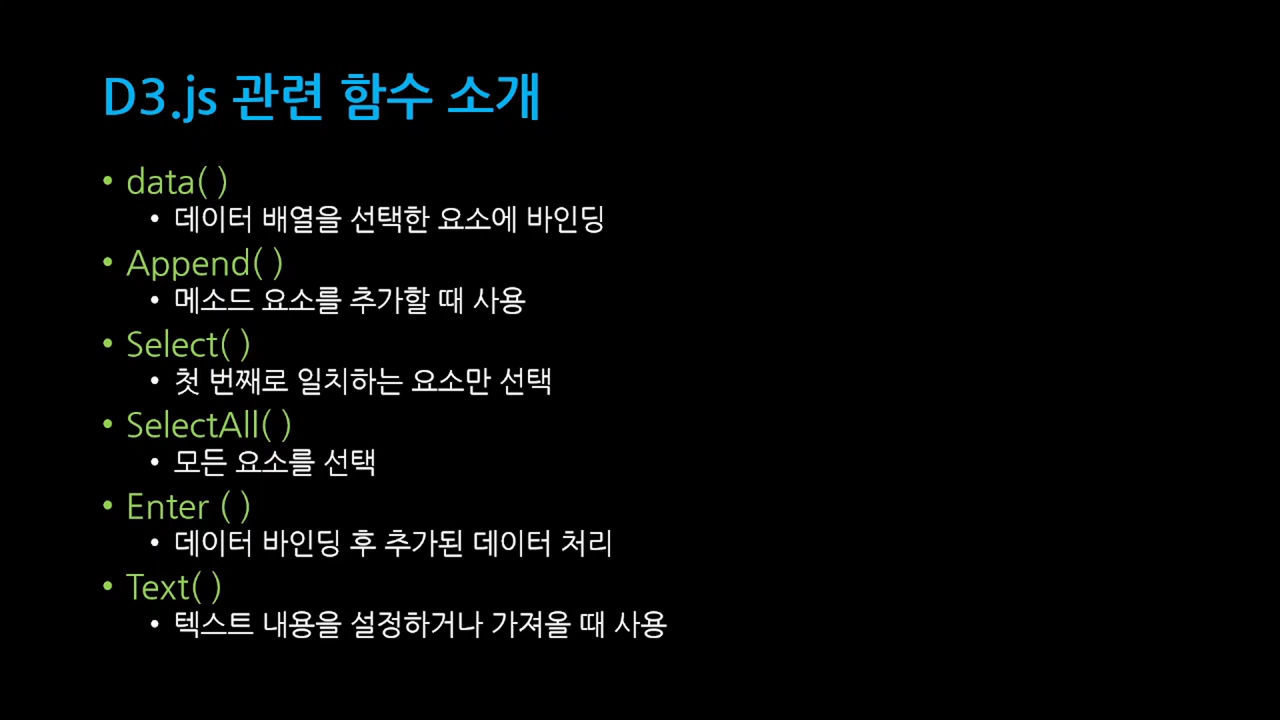 D3.js 관련 함수 소개
• data( )
• 데이터 배열을 선택한 요소에 바인딩
• Append( )
• 메소드 요소를 추가할 때 사용
• Select( )
• 첫 번째로 일치하는 요소만 선택
• SelectAll( )
• 모든 요소를 선택
• Enter ( )
• 데이터 바인딩 후 추가된 데이터 처리
• Text( )
• 텍스트 내용을 설정하거나 가져올 때 사용